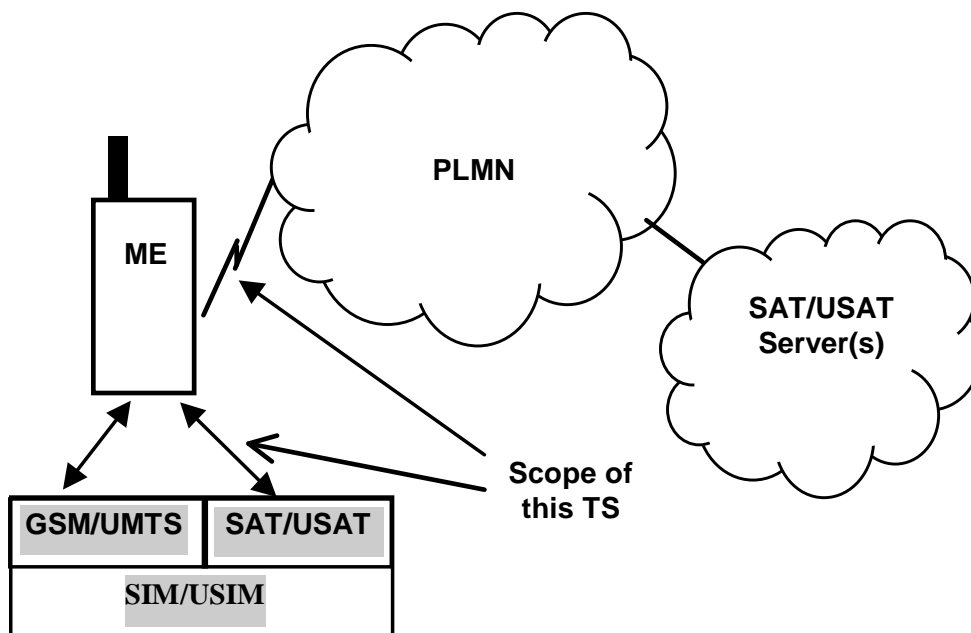 PLMN
ME
SAT/USAT
Server(s)
Scope of
this TS
GSM/UMTS
SAT/USAT
SIM/USIM